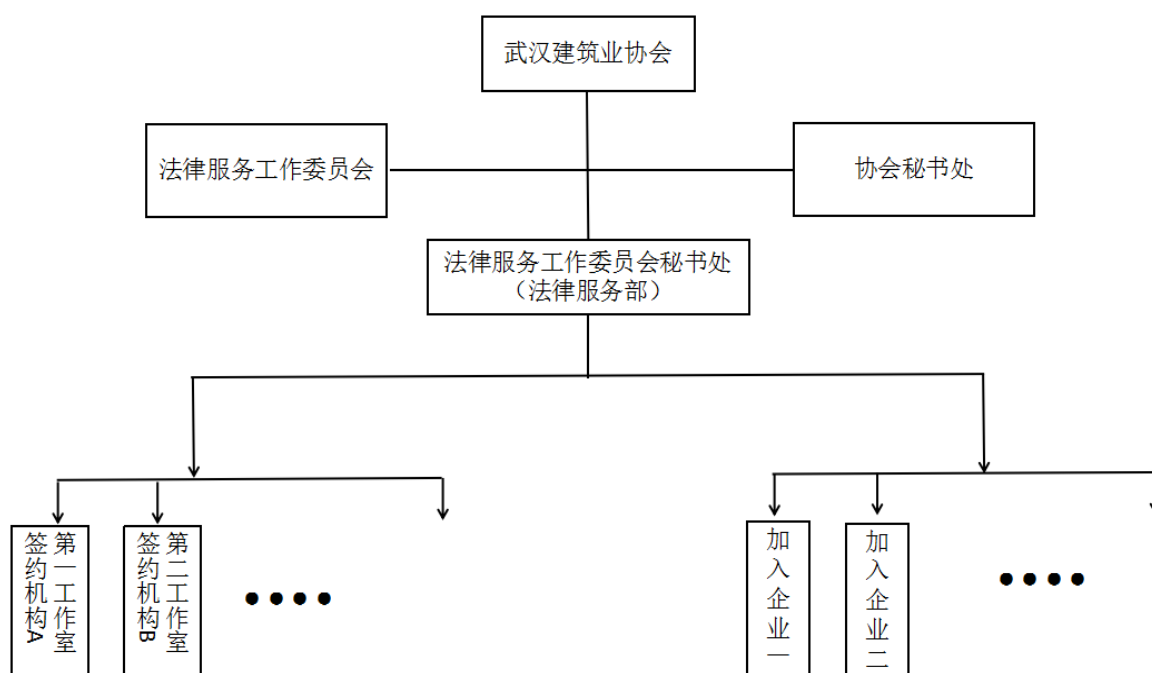 武汉建筑业协会
法律服务工作委员会
协会秘书处
法律服务工作委员会秘书处
（法律服务部）
第一工作室
签约机构A
第二工作室
签约机构B
加入企业一
加入企业二